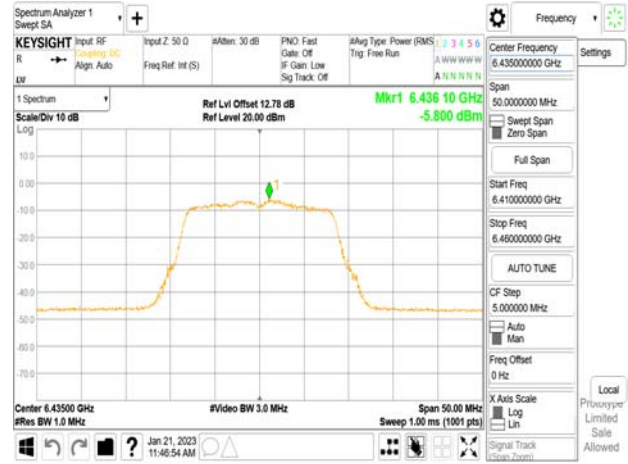 Spectrum Analyzer 1
Swept SA
+
Frequency
KEYSIGHT
R
Input: RF
Coupling: DC
Align: Auto
Input Z: 50 Ω
Freq Ref: Int (S)
#Atten: 30 dB
PNO: Fast
Gate: Off
IF Gain: Low
Sig Track: Off
#Avg Type: Power (RMS
Trig: Free Run
1 2 3 4 5 6
A W W W W W
A N N N N N
1 Spectrum
Scale/Div 10 dB
Log
Ref Lvl Offset 12.78 dB
Ref Level 20.00 dBm
Mkr1 6.436 10 GHz
-5.800 dBm
10.0
0.00
1
-10.0
-20.0
-30.0
-40.0
-50.0
-60.0
-70.0
Center 6.43500 GHz
#Res BW 1.0 MHz
#Video BW 3.0 MHz
Span 50.00 MHz
Sweep 1.00 ms (1001 pts)
?
Jan 21, 2023
11:46:54 AM
Center Frequency
6.435000000 GHz
Settings
Span
50.0000000 MHz
Swept Span
Zero Span
Full Span
Start Freq
6.410000000 GHz
Stop Freq
6.460000000 GHz
AUTO TUNE
CF Step
5.000000 MHz
Auto
Man
Freq Offset
0 Hz
X Axis Scale
Log
Lin
Signal Track
(Span Zoom)
Local
Prototype
Limited
Sale
Allowed